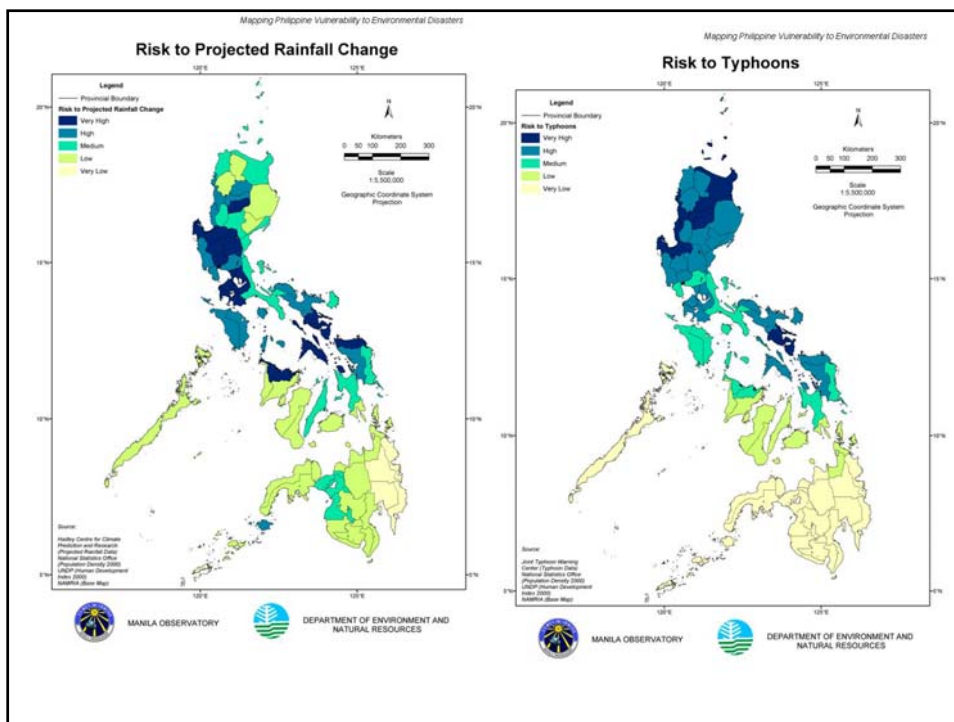 Mapping Philippine Vulnerability to Environmental Disasters
Risk to Projected Rainfall Change
120°E
125°E
Legend
Provincial Boundary
Risk to Projected Rainfall Change
Very High
High
Medium
Low
Very Low
N
Kilometers
0 50 100 200 300
Scale
1:5,500,000
Geographic Coordinate System
Projection
20°N
15°N
10°N
5°N
Source:
Hadley Centre for Climate
Prediction and Research
(Projected Rainfall Data)
National Statistics Office
(Population Density 2000)
UNDP (Human Development
Index 2000)
NAMRIA (Base Map)
120°E
125°E
MANILA OBSERVATORY
DEPARTMENT OF ENVIRONMENT AND
NATURAL RESOURCES
Mapping Philippine Vulnerability to Environmental Disasters
Risk to Typhoons
120°E
125°E
Legend
Provincial Boundary
Risk to Typhoons
Very High
High
Medium
Low
Very Low
N
Kilometers
0 50 100 200 300
Scale
1:5,500,000
Geographic Coordinate System
Projection
20°N
15°N
10°N
5°N
Source:
Joint Typhoon Warning
Center (Typhoon Data)
National Statistics Office
(Population Density 2000)
UNDP (Human Development
Index 2000)
NAMRIA (Base Map)
120°E
125°E
MANILA OBSERVATORY
DEPARTMENT OF ENVIRONMENT AND
NATURAL RESOURCES